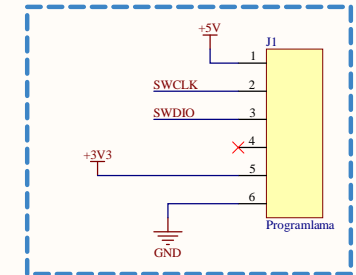 +5V
J1
1
SWCLK
2
SWDIO
3
4
+3V3
5
6
Programlama
GND